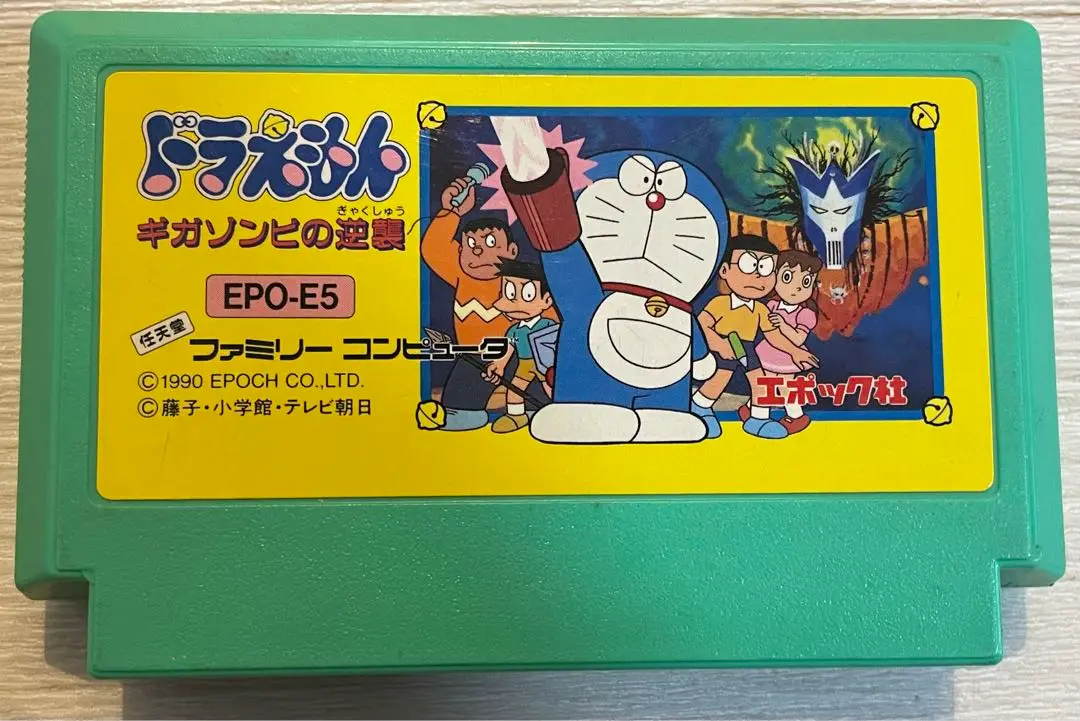 ドラえもん
ぎゃくしゅう
ギガゾンビの逆襲
EPO-E5
任天堂
ファミリー コンピュータ
©1990 EPOCH CO.,LTD.
©藤子・小学館・テレビ朝日
エポック社